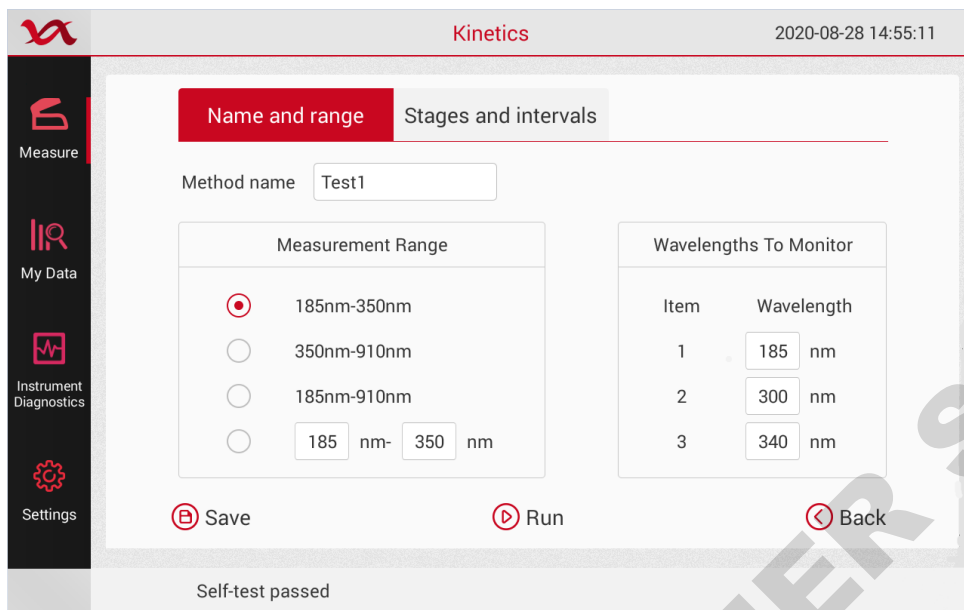 Kinetics
2020-08-28 14:55:11
Measure
My Data
Instrument
Diagnostics
Settings
Name and range
Stages and intervals
Method name Test1
Measurement Range
185nm-350nm
350nm-910nm
185nm-910nm
185 nm- 350 nm
Wavelengths To Monitor
Item Wavelength
1 185 nm
2 300 nm
3 340 nm
Save
Run
Back
Self-test passed